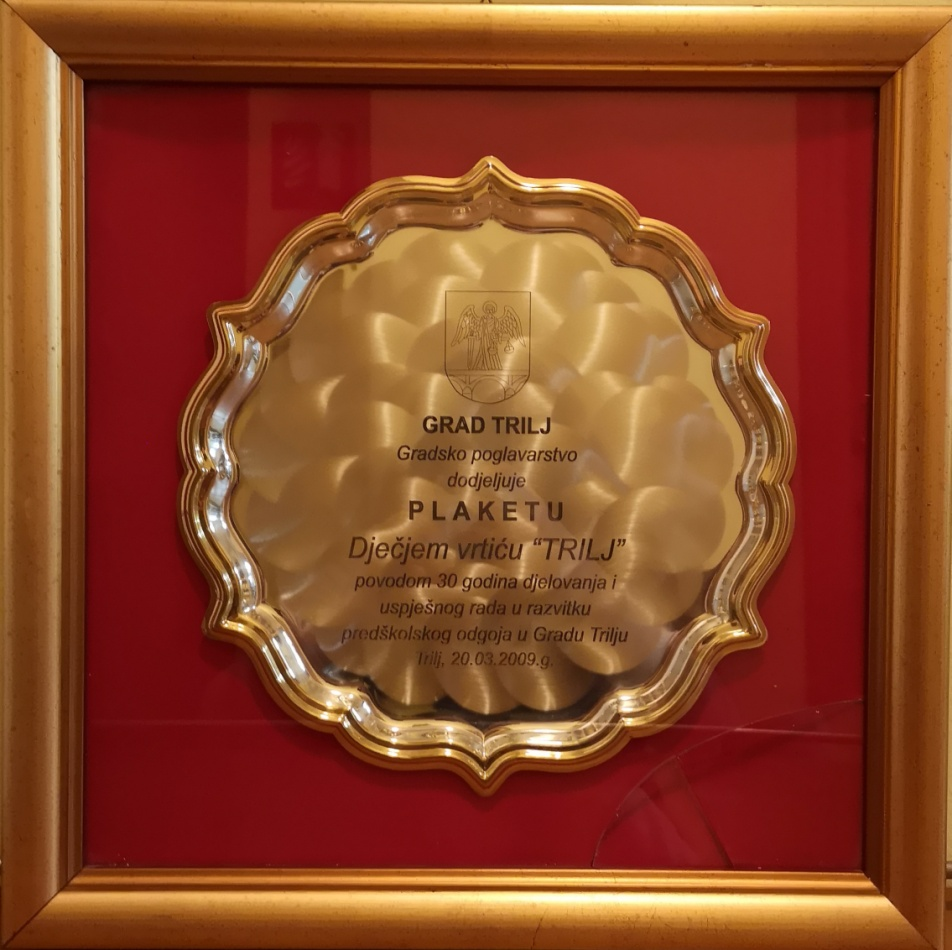 GRAD TRILJ
Gradsko poglavarstvo
dodjeljuje
PLAKETU
Dječjem vrtiću “TRILJ”
povodom 30 godina djelovanja i
uspješnog rada u razvitku
predškolskog odgoja u Gradu Trilju
Trilj, 20.03.2009.g.